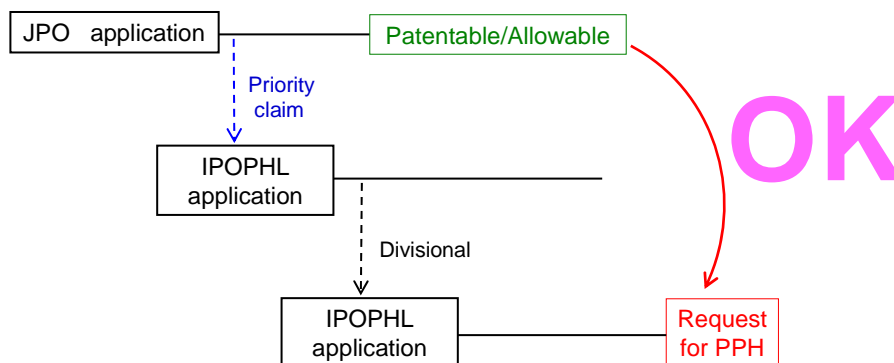 JPO application
Patentable/Allowable
Priority
claim
OK
IPOPHL
application
Divisional
IPOPHL
application
Request
for PPH